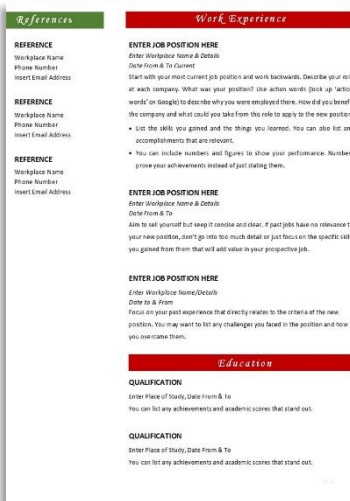 References
REFERENCE
Workplace Name
Phone Number
Insert Email Address
REFERENCE
Workplace Name
Phone Number
Insert Email Address
REFERENCE
Workplace Name
Phone Number
Insert Email Address
Work Experience
ENTER JOB POSITION HERE
Enter Workplace Name & Details
Date From & To Current
Start with your most current job position and work backwards. Describe your rol
at each company. What was your position? Use action words (look up 'actio
words' on Google) to describe why you were employed there. How did you benef
the company and what could you take from this role to apply to the new position
• List the skills you gained and the things you learned. You can also list an
accomplishments that are relevant.
• You can include numbers and figures to show your performance. Number
prove your achievements instead of just stating them.
ENTER JOB POSITION HERE
Enter Workplace Name & Details
Date From & To
Aim to sell yourself but keep it concise and clear. If past jobs have no relevance t
your new position, don't go into too much detail or just focus on the specific skil
you gained from them that will add value in your prospective job.
ENTER JOB POSITION HERE
Enter Workplace Name/Details
Date to & From
Focus on your past experience that directly relates to the criteria of the new
position. You may want to list any challenges you faced in the position and how
you overcame them.
Education
QUALIFICATION
Enter Place of Study, Date From & To
You can list any achievements and academic scores that stand out.
QUALIFICATION
Enter Place of Study, Date From & To
You can list any achievements and academic scores that stand out.